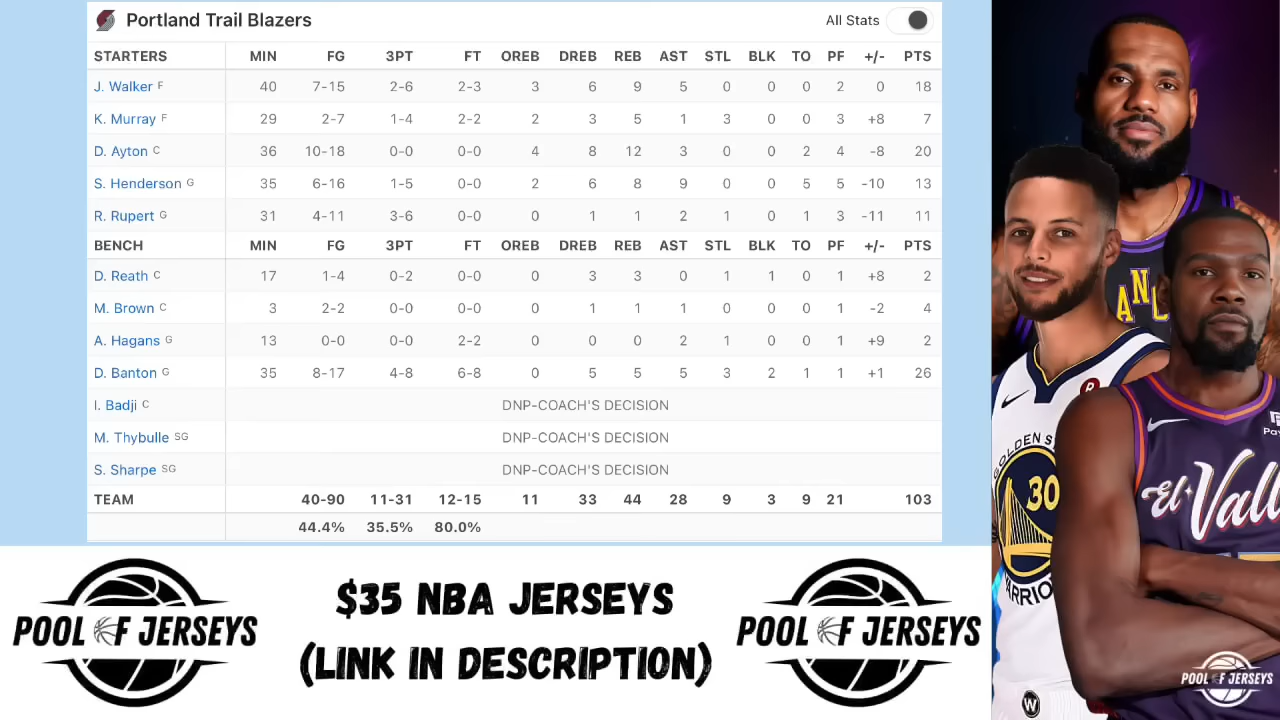 Portland Trail Blazers All Stats
STARTERS MIN FG 3PT FT OREB DREB REB AST STL BLK TO PF +/- PTS
J. Walker F 40 7-15 2-6 2-3 3 6 9 5 0 0 0 2 0 18
K. Murray F 29 2-7 1-4 2-2 2 3 5 1 3 0 0 3 +8 7
D. Ayton C 36 10-18 0-0 0-0 4 8 12 3 0 0 2 4 -8 20
S. Henderson G 35 6-16 1-5 0-0 2 6 8 9 0 0 5 5 -10 13
R. Rupert G 31 4-11 3-6 0-0 0 1 1 2 1 0 1 3 -11 11
BENCH MIN FG 3PT FT OREB DREB REB AST STL BLK TO PF +/- PTS
D. Reath C 17 1-4 0-2 0-0 0 3 3 0 1 1 0 1 +8 2
M. Brown C 3 2-2 0-0 0-0 0 1 1 1 0 0 0 1 -2 4
A. Hagans G 13 0-0 0-0 2-2 0 0 0 2 1 0 0 1 +9 2
D. Banton G 35 8-17 4-8 6-8 0 5 5 5 3 2 1 1 +1 26
I. Badji C DNP-COACH'S DECISION
M. Thybulle SG DNP-COACH'S DECISION
S. Sharpe SG DNP-COACH'S DECISION
TEAM 40-90 11-31 12-15 11 33 44 28 9 3 9 21 103
44.4% 35.5% 80.0%
POOL OF JERSEYS
$35 NBA JERSEYS
(LINK IN DESCRIPTION)
POOL OF JERSEYS
ANG
R
GOLDEN S
30
ARRIO
W
Pay
El Vall
POOL OF JERSEYS